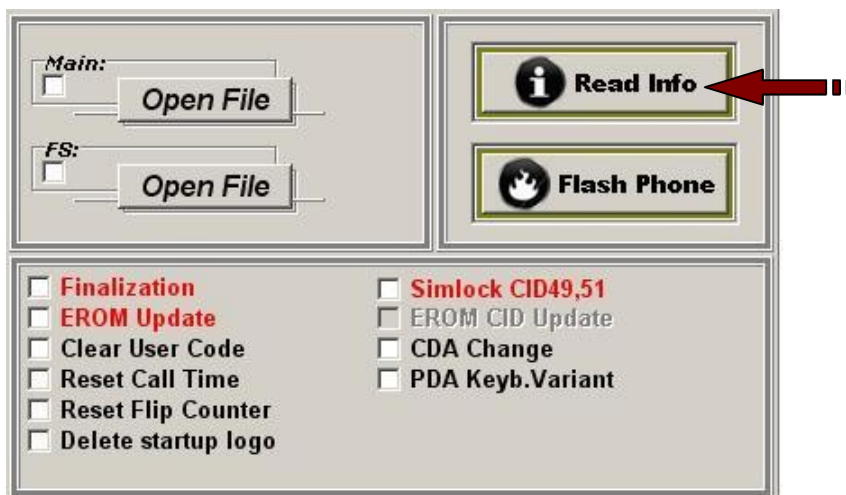 Main:
Open File
FS:
Open File
Read Info
Flash Phone
Finalization
EROM Update
Clear User Code
Reset Call Time
Reset Flip Counter
Delete startup logo
Simlock CID49,51
EROM CID Update
CDA Change
PDA Keyb.Variant